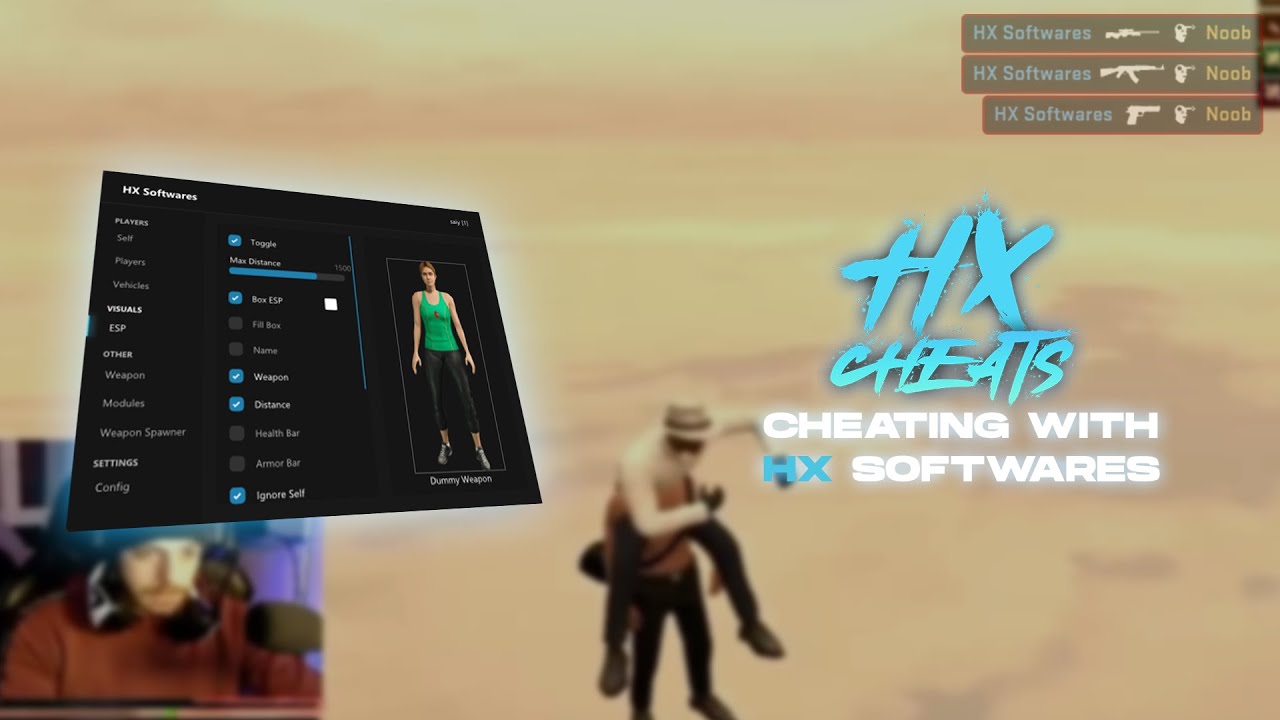 HX Softwares Noob
HX Softwares Noob
HX Softwares Noob
HX Softwares
taiy [1]
PLAYERS
Self
Players
Vehicles
VISUALS
ESP
OTHER
Weapon
Modules
Weapon Spawner
SETTINGS
Config
Toggle
Max Distance 1500
Box ESP
Fill Box
Name
Weapon
Distance
Health Bar
Armor Bar
Ignore Self
Dummy Weapon
HX
CHEATS
CHEATING WITH
HX SOFTWARES